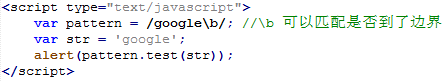 <script type="text/javascript">
var pattern = /google\b/; //\b 可以匹配是否到了边界
var str = 'google';
alert(pattern.test(str));
</script>